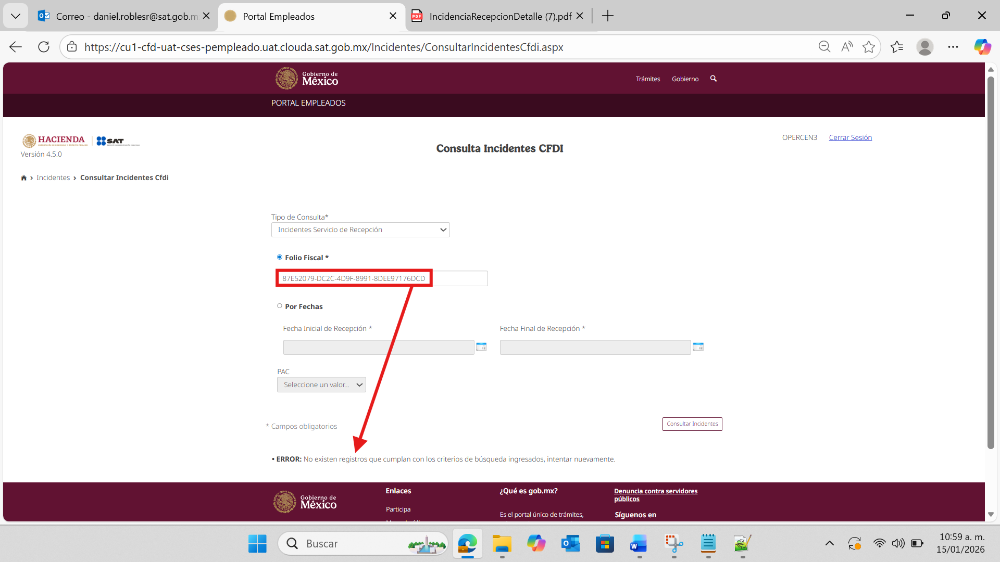 Correo - daniel.roblesr@sat.gob.m
Portal Empleados
IncidenciaRecepcionDetalle (7).pdf
https://cu1-cfd-uat-cses-pempleado.uat.clouda.sat.gob.mx/Incidentes/ConsultarIncidentesCfdi.aspx
Gobierno de
México
Trámites
Gobierno
PORTAL EMPLEADOS
HACIENDA
SAT
Versión 4.5.0
Consulta Incidentes CFDI
OPERCEN3
Cerrar Sesión
Incidentes
Consultar Incidentes Cfdi
Tipo de Consulta*
Incidentes Servicio de Recepción
Folio Fiscal *
87E52079-DC2C-4D9F-8991-8DEE97176DCD
Por Fechas
Fecha Inicial de Recepción *
Fecha Final de Recepción *
PAC
Seleccione un valor...
* Campos obligatorios
Consultar Incidentes
• ERROR: No existen registros que cumplan con los criterios de búsqueda ingresados, intentar nuevamente.
Gobierno de
México
Enlaces
Participa
¿Qué es gob.mx?
Es el portal único de trámites,
Denuncia contra servidores
públicos
Síguenos en
Buscar
10:59 a. m.
15/01/2026